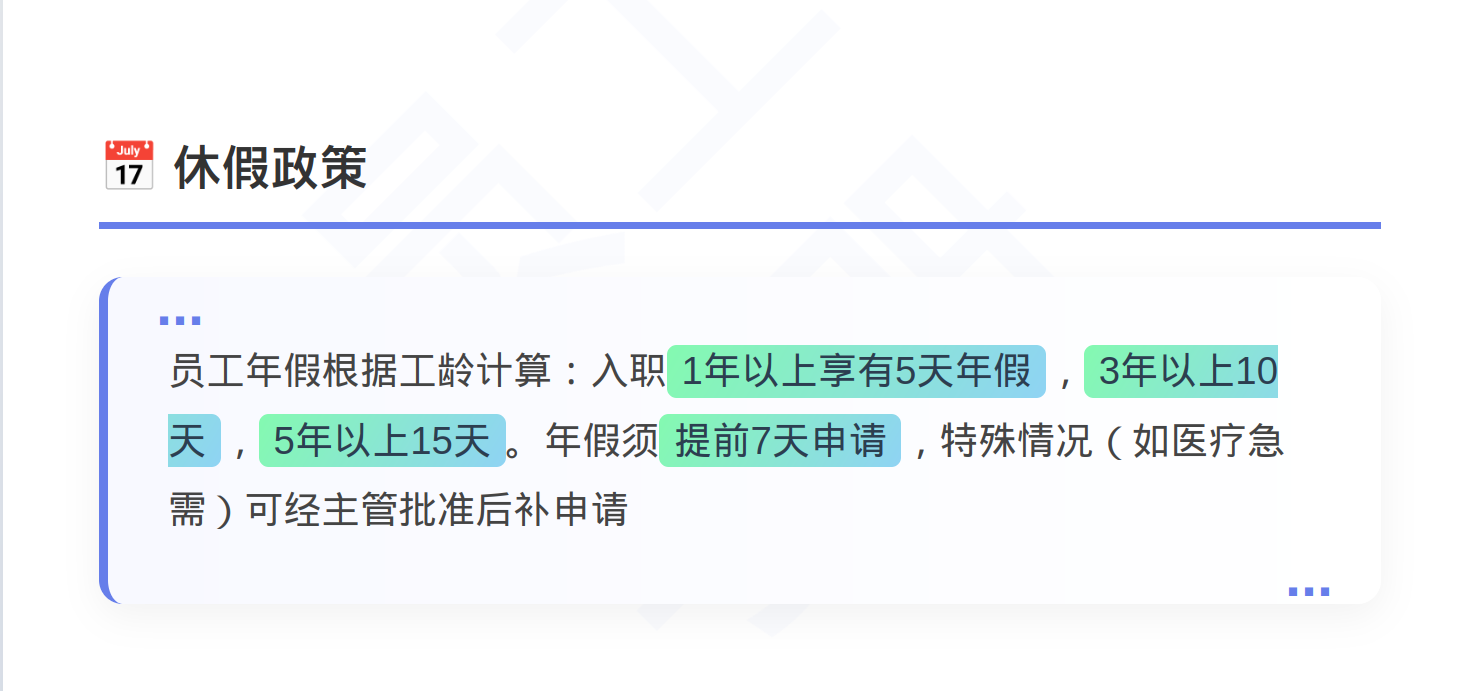 July
17
休假政策
...
员工年假根据工龄计算：入职1年以上享有5天年假，3年以上10
天，5年以上15天。年假须提前7天申请，特殊情况（如医疗急
需）可经主管批准后补申请
...